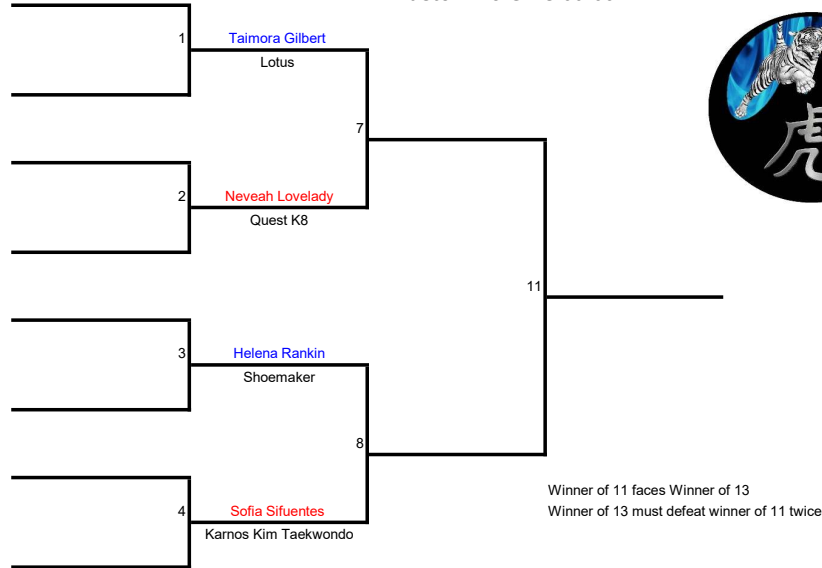 1
Taimora Gilbert
Lotus
7
2
Neveah Lovelady
Quest K8
11
3
Helena Rankin
Shoemaker
8
Winner of 11 faces Winner of 13
4
Sofia Sifuentes
Winner of 13 must defeat winner of 11 twice
Karnos Kim Taekwondo
虎